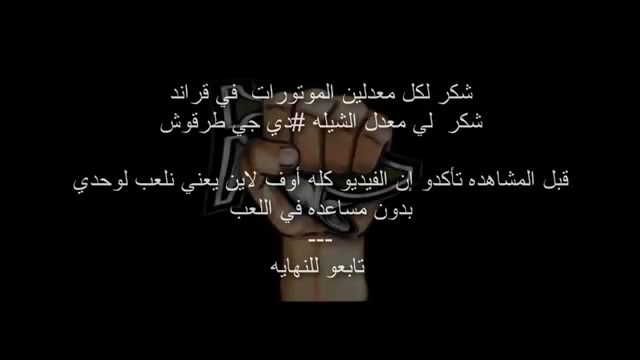 شكر لكل معدلين الموتورات في قراند
شكر لي معدل الشيله #دي جي طرقوش
قبل المشاهده تأكدو إن الفيديو كله أوف لاين يعني نلعب لوحدي
بدون مساعده في اللعب
---
تابعو للنهايه